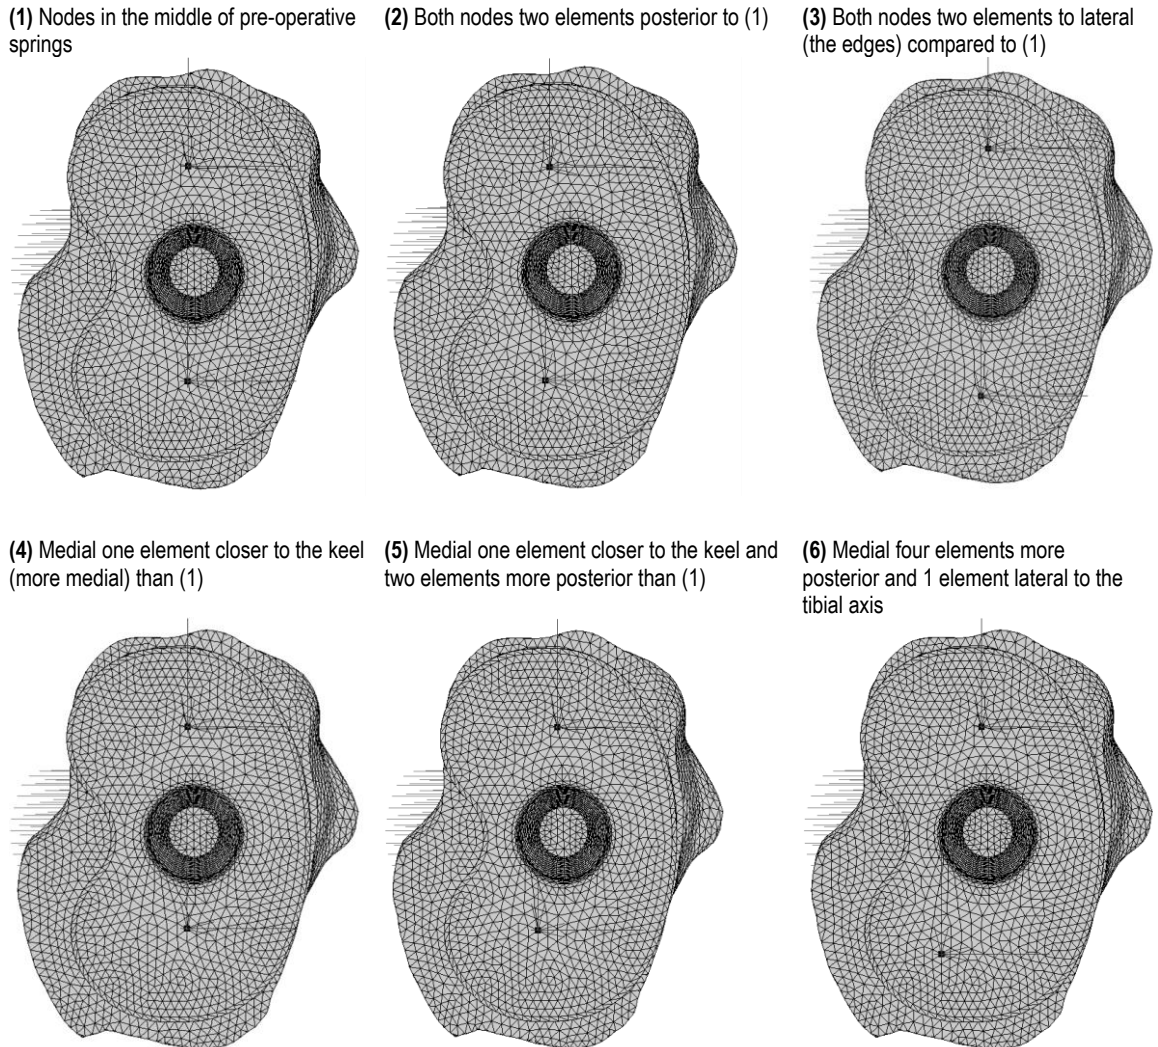 (1) Nodes in the middle of pre-operative
springs
(2) Both nodes two elements posterior to (1)
(3) Both nodes two elements to lateral
(the edges) compared to (1)
(4) Medial one element closer to the keel
(more medial) than (1)
(5) Medial one element closer to the keel and
two elements more posterior than (1)
(6) Medial four elements more
posterior and 1 element lateral to the
tibial axis